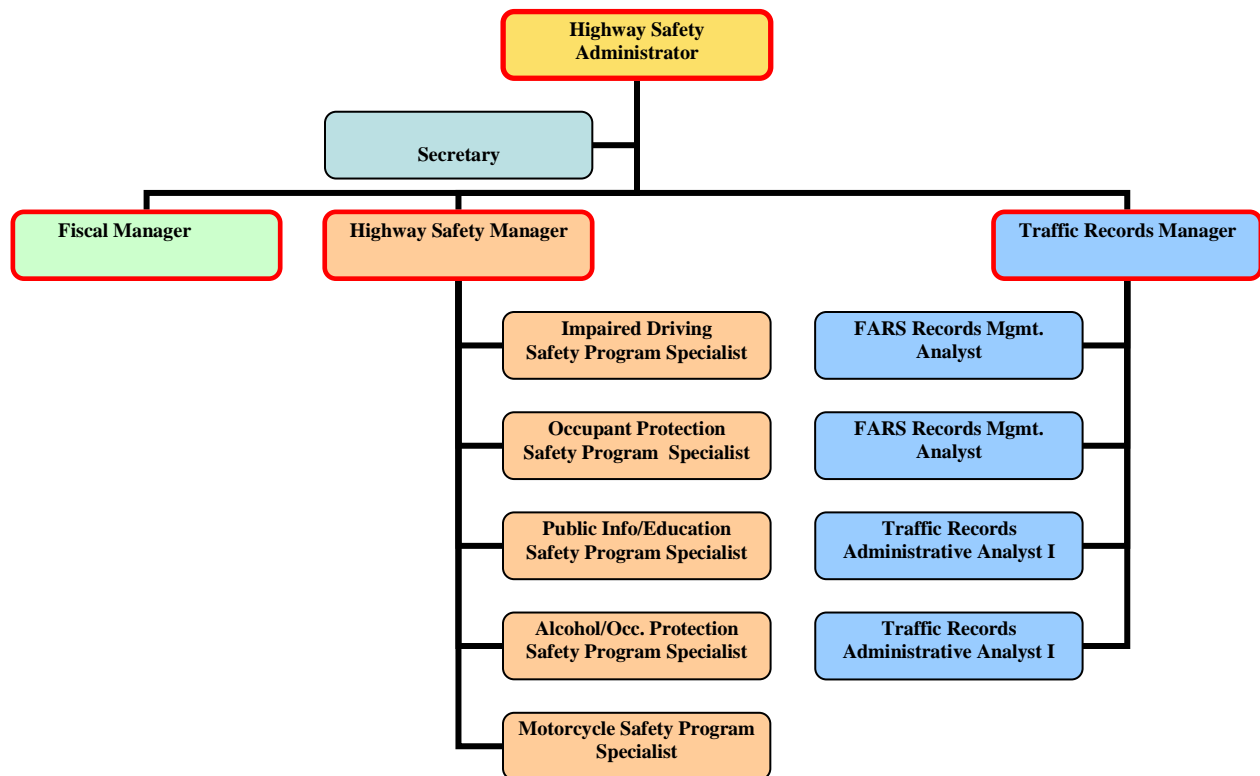 Highway Safety
Administrator
Secretary
Fiscal Manager
Highway Safety Manager
Traffic Records Manager
Impaired Driving
Safety Program Specialist
FARS Records Mgmt.
Analyst
Occupant Protection
Safety Program Specialist
FARS Records Mgmt.
Analyst
Public Info/Education
Safety Program Specialist
Traffic Records
Administrative Analyst I
Alcohol/Occ. Protection
Safety Program Specialist
Traffic Records
Administrative Analyst I
Motorcycle Safety Program
Specialist